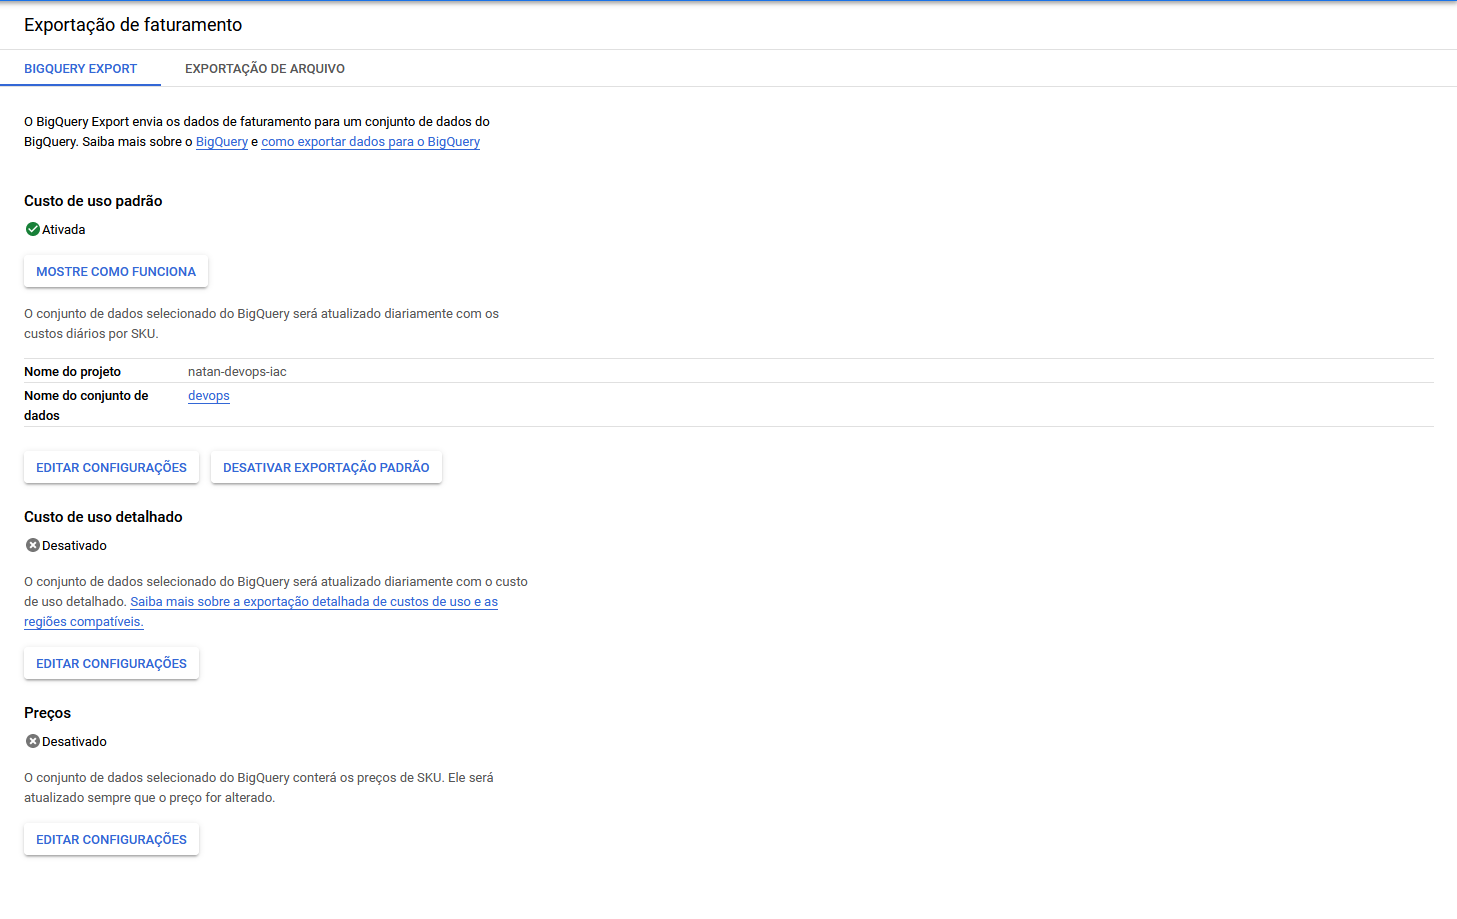 Exportação de faturamento
BIGQUERY EXPORT
EXPORTAÇÃO DE ARQUIVO
O BigQuery Export envia os dados de faturamento para um conjunto de dados do
BigQuery. Saiba mais sobre o BigQuery e como exportar dados para o BigQuery
Custo de uso padrão
Ativada
MOSTRE COMO FUNCIONA
O conjunto de dados selecionado do BigQuery será atualizado diariamente com os
custos diários por SKU.
Nome do projeto natan-devops-iac
Nome do conjunto de devops
dados
EDITAR CONFIGURAÇÕES DESATIVAR EXPORTAÇÃO PADRÃO
Custo de uso detalhado
Desativado
O conjunto de dados selecionado do BigQuery será atualizado diariamente com o custo
de uso detalhado. Saiba mais sobre a exportação detalhada de custos de uso e as
regiões compatíveis.
EDITAR CONFIGURAÇÕES
Preços
Desativado
O conjunto de dados selecionado do BigQuery conterá os preços de SKU. Ele será
atualizado sempre que o preço for alterado.
EDITAR CONFIGURAÇÕES